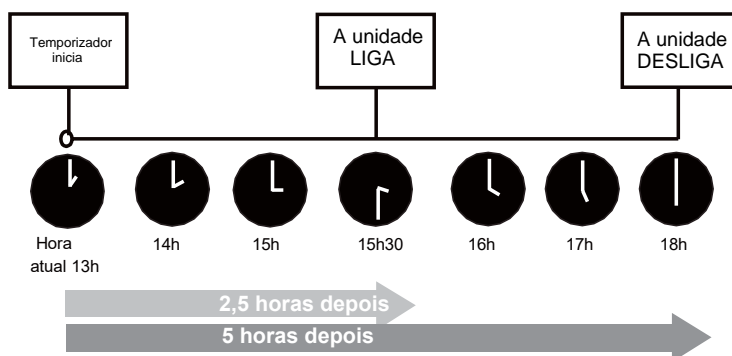 Temporizador
inicia
A unidade
LIGA
A unidade
DESLIGA
Hora
atual 13h
14h
15h
15h30
16h
17h
18h
2,5 horas depois
5 horas depois